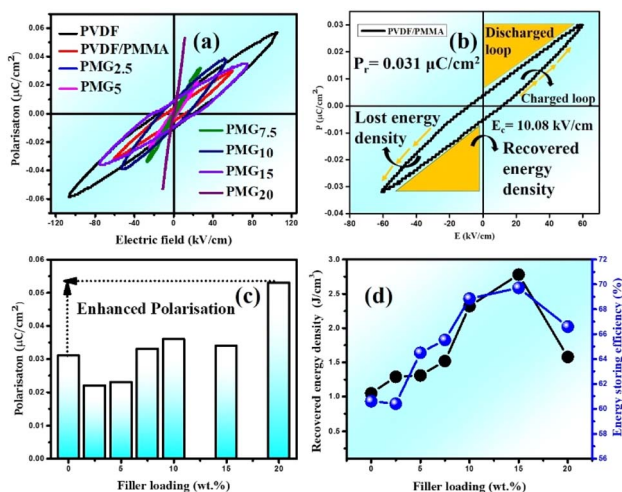 0.06
0.04
0.02
0.00
-0.02
-0.04
-0.06
Polarisaton (μC/cm²)
PVDF
PVDF/PMMA
PMG2.5
PMG5
(a)
PMG7.5
PMG10
PMG15
PMG20
-120 -80 -40 0 40 80 120
Electric field (kV/cm)
0.03
0.02
0.01
0.00
-0.01
-0.02
-0.03
-0.04
P (μC/cm²)
PVDF/PMMA
(b)
Discharged
loop
Pr= 0.031 μC/cm²
Charged loop
Lost energy
density
Ec= 10.08 kV/cm
Recovered
energy
density
-80 -60 -40 -20 0 20 40 60 80
E (kV/cm)
0.06
0.05
0.04
0.03
0.02
0.01
0.00
Polarisaton (μC/cm²)
(c)
Enhanced Polarisation
0 5 10 15 20
Filler loading (wt.%)
3.0
2.5
2.0
1.5
1.0
0.5
Recovered energy density (J/cm³)
(d)
72
70
68
66
64
62
60
58
56
Energy storing efficiency (%)
0 5 10 15 20
Filler loading (wt.%)